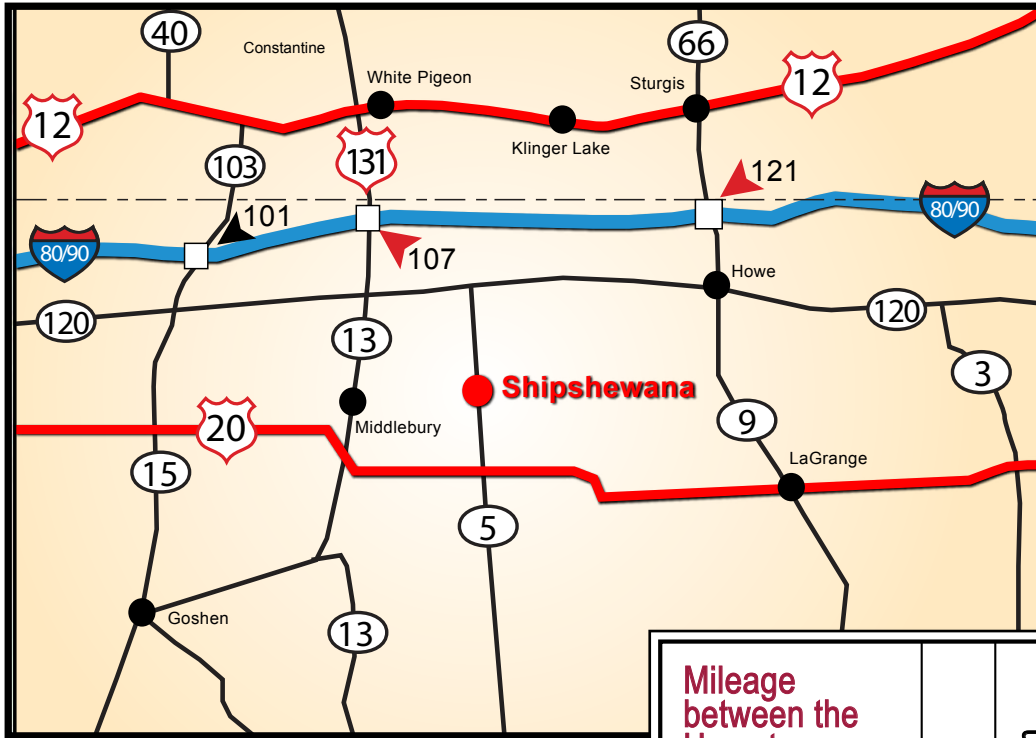 40
66
Constantine
White Pigeon
Sturgis
12
12
Klinger Lake
103
131
121
101
80/90
107
80/90
Howe
120
120
13
3
Shipshewana
Middlebury
9
20
LaGrange
15
5
Goshen
13
Mileage
between the